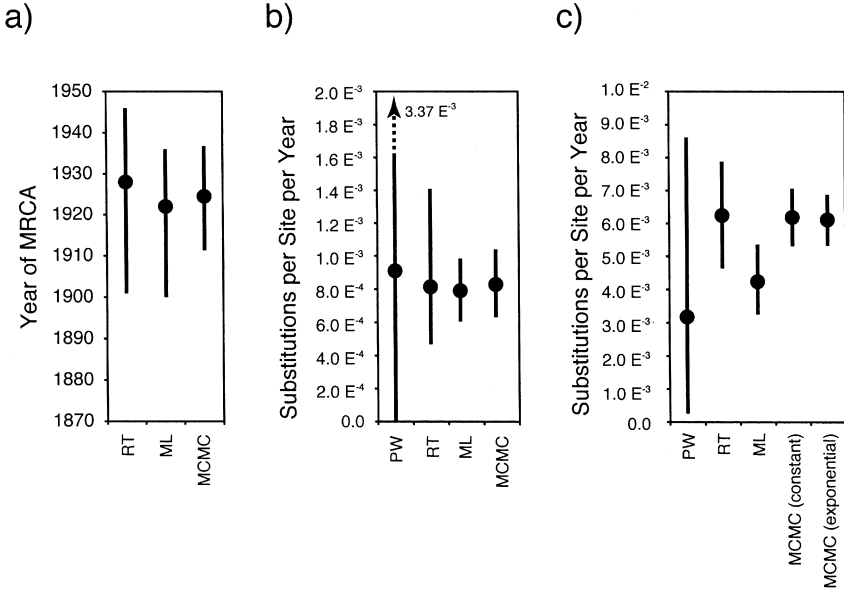 a)
Year of MRCA
1950
1940
1930
1920
1910
1900
1890
1880
1870
RT
ML
MCMC
b)
Substitutions per Site per Year
2.0 E-3
1.8 E-3
1.6 E-3
1.4 E-3
1.2 E-3
1.0 E-3
8.0 E-4
6.0 E-4
4.0 E-4
2.0 E-4
0.0
3.37 E-3
PW
RT
ML
MCMC
c)
Substitutions per Site per Year
1.0 E-2
9.0 E-3
8.0 E-3
7.0 E-3
6.0 E-3
5.0 E-3
4.0 E-3
3.0 E-3
2.0 E-3
1.0 E-3
0.0
PW
RT
ML
MCMC (constant)
MCMC (exponential)